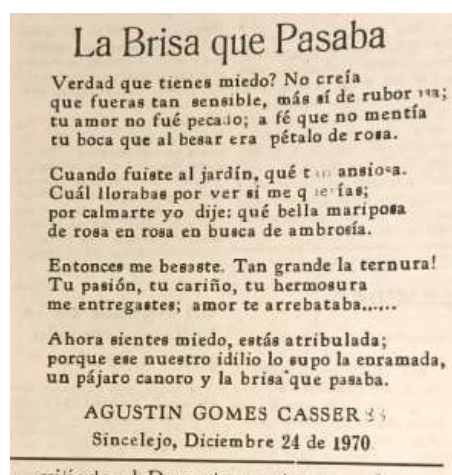 La Brisa que Pasaba
Verdad que tienes miedo? No creía
que fueras tan sensible, más sí de rubor
tu amor no fué pecado; a fé que no mentía
tu boca que al besar era pétalo de rosa.
Cuando fuiste al jardín, qué tan ansiosa.
Cuál llorabas por ver si me querías;
por calmarte yo dije: qué bella mariposa
de rosa en rosa en busca de ambrosía.
Entonces me besaste. Tan grande la ternura!
Tu pasión, tu cariño, tu hermosura
me entregastes; amor te arrebataba......
Ahora sientes miedo, estás atribulada;
porque ese nuestro idilio lo supo la enramada,
un pájaro canoro y la brisa que pasaba.
AGUSTIN GOMES
Sincelejo, Diciembre 24 de 1970